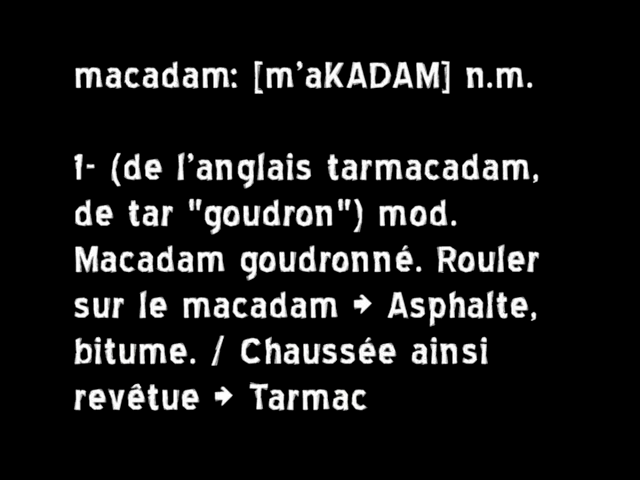 macadam: [m'aKADAM] n.m.
1- (de l'anglais tarmacadam,
de tar "goudron") mod.
Macadam goudronné. Rouler
sur le macadam → Asphalte,
bitume. / Chaussée ainsi
revêtue → Tarmac